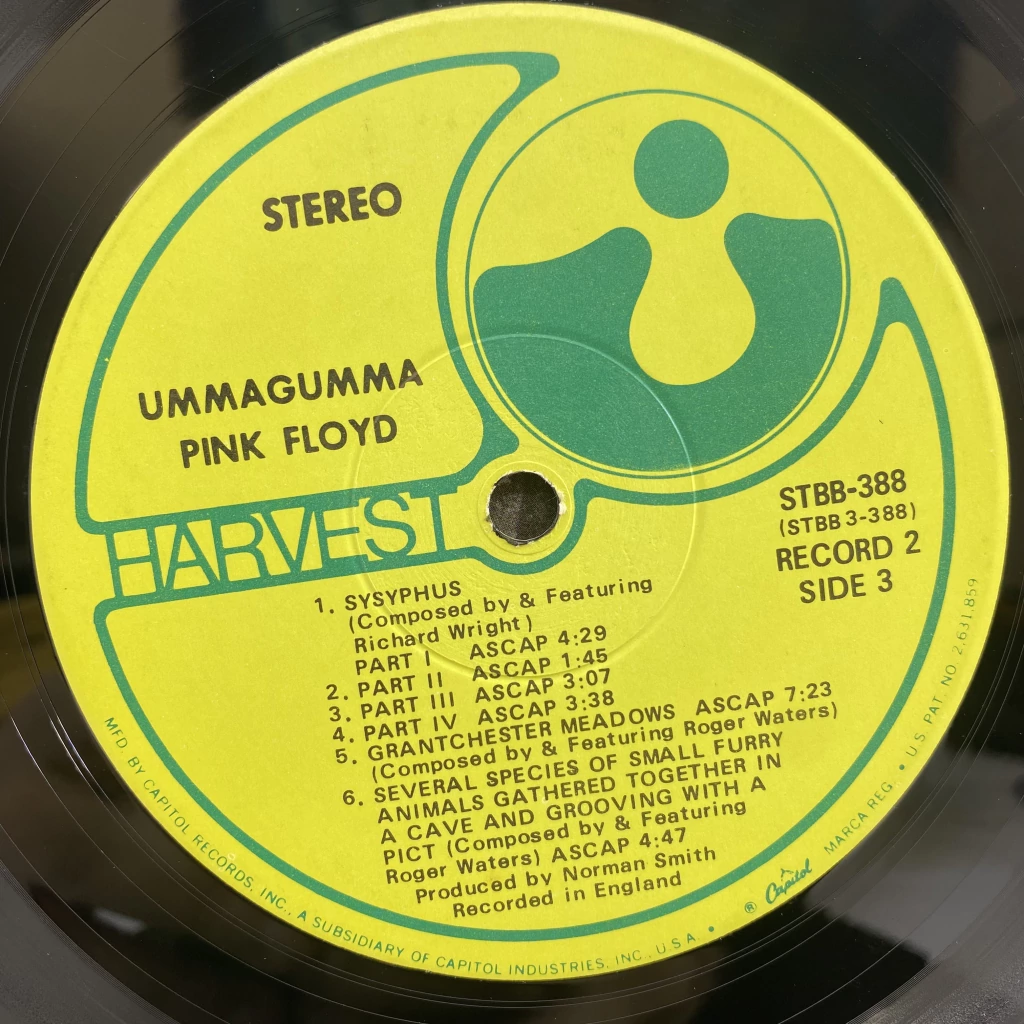 STEREO
UMMAGUMMA
PINK FLOYD
HARVEST
STBB-388
(STBB 3-388)
RECORD 2
SIDE 3
1. SYSYPHUS
(Composed by & Featuring
Richard Wright)
PART I ASCAP 4:29
2. PART II ASCAP 1:45
3. PART III ASCAP 3:07
4. PART IV ASCAP 3:38
5. GRANTCHESTER MEADOWS ASCAP 7:23
(Composed by & Featuring Roger Waters)
6. SEVERAL SPECIES OF SMALL FURRY
ANIMALS GATHERED TOGETHER IN
A CAVE AND GROOVING WITH A
PICT (Composed by & Featuring
Roger Waters) ASCAP 4:47
Produced by Norman Smith
Recorded in England
MFD. BY CAPITOL RECORDS, INC., A SUBSIDIARY OF CAPITOL INDUSTRIES, INC., U.S.A. • ® Capitol MARCA REG. • U.S. PAT. NO. 2,631,859